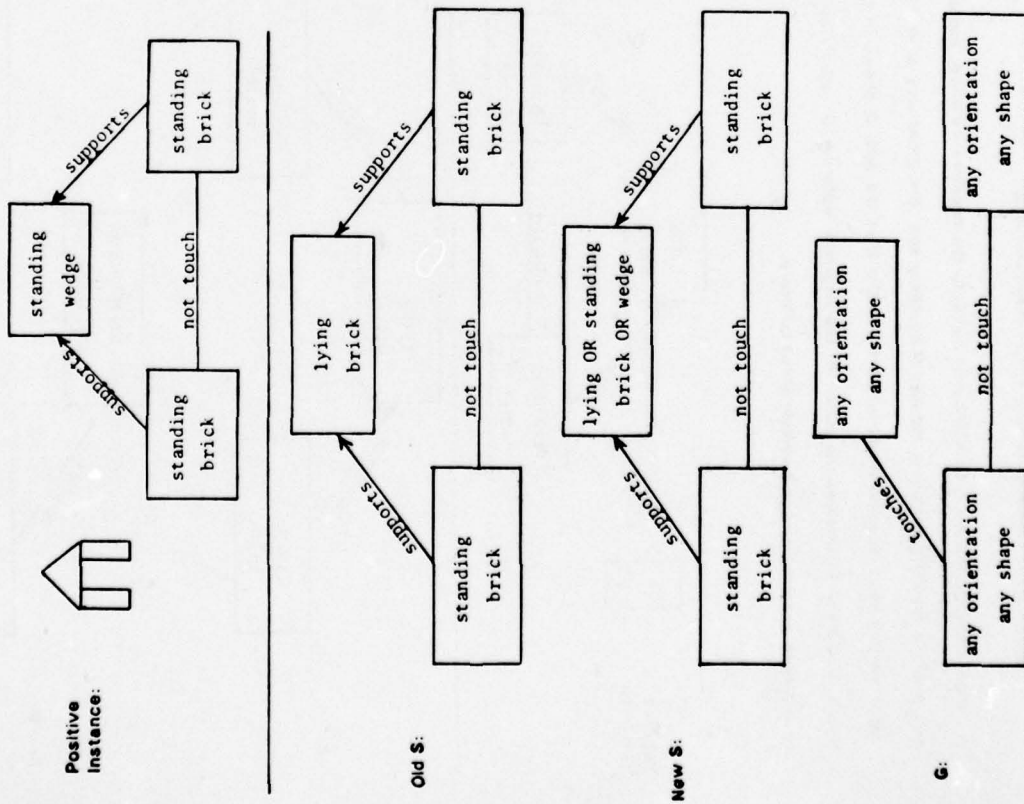 Positive
Instance:
standing
wedge
supports
supports
standing
brick
not touch
standing
brick
Old S:
lying
brick
supports
supports
standing
brick
not touch
standing
brick
New S:
lying OR standing
brick OR wedge
supports
supports
standing
brick
not touch
standing
brick
G:
any orientation
any shape
touches
any orientation
any shape
not touch
any orientation
any shape